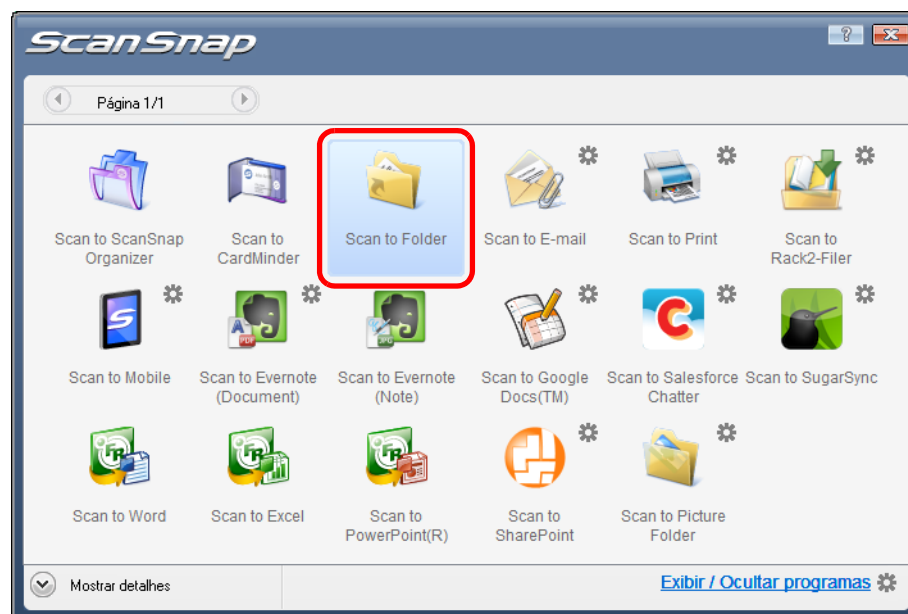 ScanSnap
Página 1/1
Scan to ScanSnap
Organizer
Scan to
CardMinder
Scan to Folder
Scan to E-mail
Scan to Print
Scan to
Rack2-Filer
Scan to Mobile
Scan to Evernote
(Document)
Scan to Evernote
(Note)
Scan to Google
Docs(TM)
Scan to Salesforce
Chatter
Scan to SugarSync
Scan to Word
Scan to Excel
Scan to
PowerPoint(R)
Scan to
SharePoint
Scan to Picture
Folder
Mostrar detalhes
Exibir / Ocultar programas